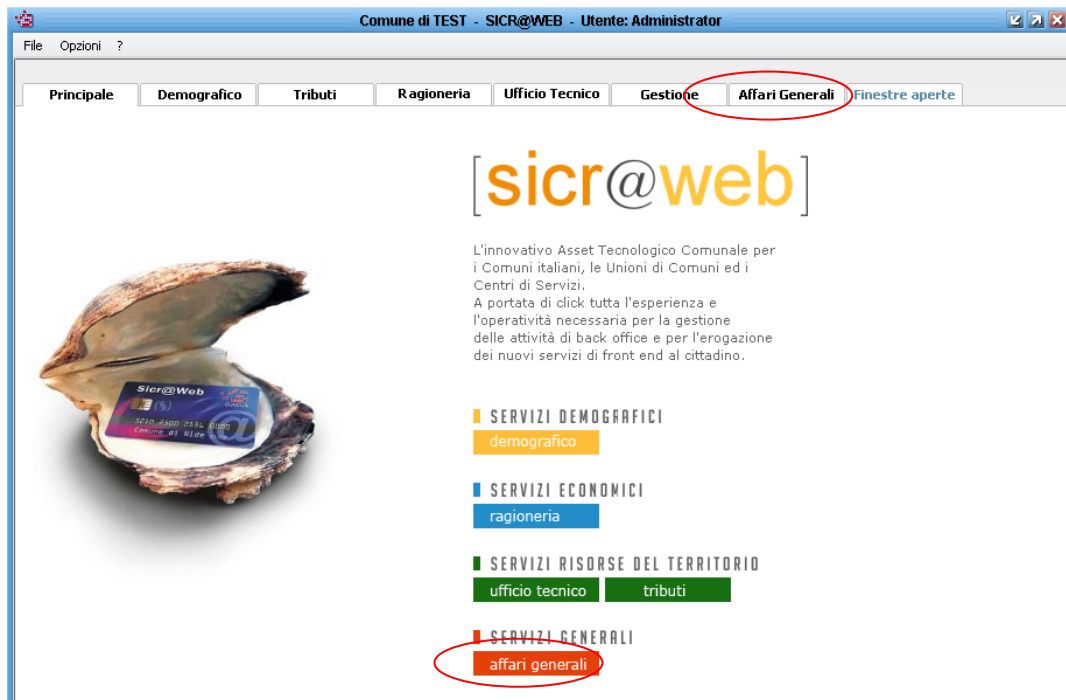 Comune di TEST - SICR@WEB - Utente: Administrator
File Opzioni ?
Principale Demografico Tributi Ragioneria Ufficio Tecnico Gestione Affari Generali Finestre aperte
[sicr@web]
L'innovativo Asset Tecnologico Comunale per
i Comuni italiani, le Unioni di Comuni ed i
Centri di Servizi.
A portata di click tutta l'esperienza e
l'operatività necessaria per la gestione
delle attività di back office e per l'erogazione
dei nuovi servizi di front end al cittadino.
Sicr@Web
Comune di Nide
SERVIZI DEMOGRAFICI
demografico
SERVIZI ECONOMICI
ragioneria
SERVIZI RISORSE DEL TERRITORIO
ufficio tecnico tributi
SERVIZI GENERALI
affari generali